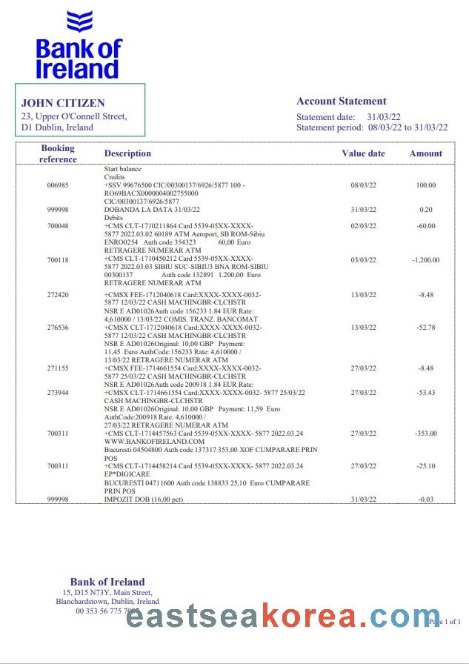 Bank of
Ireland
JOHN CITIZEN
23, Upper O'Connell Street,
D1 Dublin, Ireland
Account Statement
Statement date: 31/03/22
Statement period: 08/03/22 to 31/03/22
Booking reference Description Value date Amount
Start balance
Credits
006985 +SSV 99676500 CIC/00300137/6926/5877 100 - 08/03/22 100.00
RO69BACX0000004002755000
CIC/00300137/6926/5877
999998 DOBANDA LA DATA 31/03/22 31/03/22 0.20
Debits
700048 +CMS CLT-1710211864 Card 5539-05XX-XXXX- 02/03/22 -60.00
5877 2022.03.02 60189 ATM Aeroport, SB ROM-Sibiu
ENRO0254 Auth code 354323 60,00 Euro
RETRAGERE NUMERAR ATM
700118 +CMS CLT-1710450212 Card 5539-05XX-XXXX- 03/03/22 -1,200.00
5877 2022.03.03 SIBIU SUC-SIBIU3 BNA ROM-SIBIU
00300137 Auth code 132891 1.200,00 Euro
RETRAGERE NUMERAR ATM
272420 +CMSX FEE-1712040618 Card:XXXX-XXXX-0032- 13/03/22 -8.48
5877 12/03/22 CASH MACHINGBR-CLCHSTR
NSR E AD01026Auth code 156233 1.84 EUR Rate:
4,610000 / 13/03/22 COMIS. TRANZ, BANCOMAT
276536 +CMSX CLT-1712040618 Card:XXXX-XXXX-0032- 13/03/22 -52.78
5877 12/03/22 CASH MACHINGBR-CLCHSTR
NSR E AD01026Original: 10,00 GBP Payment:
11,45 Euro AuthCode:156233 Rate: 4,610000 /
13/03/22 RETRAGERE NUMERAR ATM
271155 +CMSX FEE-1714661554 Card:XXXX-XXXX-0032- 27/03/22 -8.48
5877 25/03/22 CASH MACHINGBR-CLCHSTR
NSR E AD01026Auth code 200918 1.84 EUR Rate:
273944 +CMSX CLT-1714661554 Card:XXXX-XXXX-0032- 5877 25/03/22 27/03/22 -53.43
CASH MACHINGBR-CLCHSTR
NSR E AD01026Original: 10,00 GBP Payment: 11,59 Euro
AuthCode:200918 Rate: 4,610000 /
27/03/22 RETRAGERE NUMERAR ATM
700311 +CMS CLT-1714457563 Card 5539-05XX-XXXX- 5877 2022.03.24 27/03/22 -353.00
WWW.BANKOFIRELAND.COM
Bucuresti 04504800 Auth code 137317 353,00 XOF CUMPARARE PRIN
POS
700311 +CMS CLT-1714458214 Card 5539-05XX-XXXX- 5877 2022.03.24 27/03/22 -25.10
EP*DIGICARE
BUCURESTI 04711600 Auth code 138833 25,10 Euro CUMPARARE
PRIN POS
999998 IMPOZIT DOB (16,00 pct) 31/03/22 -0.03
Bank of Ireland
15, D15 N73Y, Main Street,
Blanchardstown, Dublin, Ireland
00 353 56 775
eastseakorea.com
Page 1 of 1